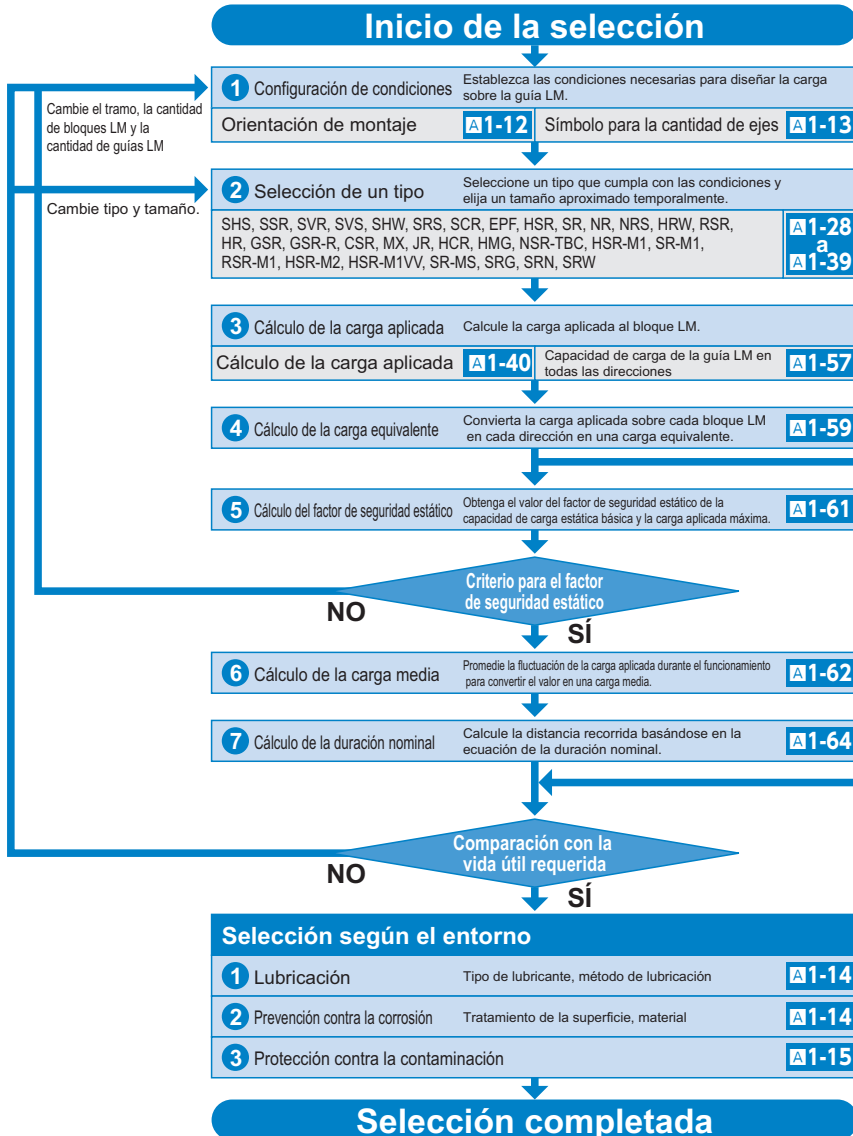 Inicio de la selección
Cambie el tramo, la cantidad
de bloques LM y la
cantidad de guías LM
1 Configuración de condiciones
Establezca las condiciones necesarias para diseñar la carga
sobre la guía LM.
Orientación de montaje A1-12 Símbolo para la cantidad de ejes A1-13
Cambie tipo y tamaño.
2 Selección de un tipo
Seleccione un tipo que cumpla con las condiciones y
elija un tamaño aproximado temporalmente.
SHS, SSR, SVR, SVS, SHW, SRS, SCR, EPF, HSR, SR, NR, NRS, HRW, RSR,
HR, GSR, GSR-R, CSR, MX, JR, HCR, HMG, NSR-TBC, HSR-M1, SR-M1,
RSR-M1, HSR-M2, HSR-M1VV, SR-MS, SRG, SRN, SRW
A1-28
a
A1-39
3 Cálculo de la carga aplicada Calcule la carga aplicada al bloque LM.
Cálculo de la carga aplicada A1-40
Capacidad de carga de la guía LM en
todas las direcciones
A1-57
4 Cálculo de la carga equivalente
Convierta la carga aplicada sobre cada bloque LM
en cada dirección en una carga equivalente.
A1-59
5 Cálculo del factor de seguridad estático
Obtenga el valor del factor de seguridad estático de la
capacidad de carga estática básica y la carga aplicada máxima.
A1-61
Criterio para el factor
de seguridad estático
NO
SÍ
6 Cálculo de la carga media
Promedie la fluctuación de la carga aplicada durante el funcionamiento
para convertir el valor en una carga media.
A1-62
7 Cálculo de la duración nominal
Calcule la distancia recorrida basándose en la
ecuación de la duración nominal.
A1-64
Comparación con la
vida útil requerida
NO
SÍ
Selección según el entorno
1 Lubricación Tipo de lubricante, método de lubricación A1-14
2 Prevención contra la corrosión Tratamiento de la superficie, material A1-14
3 Protección contra la contaminación A1-15
Selección completada